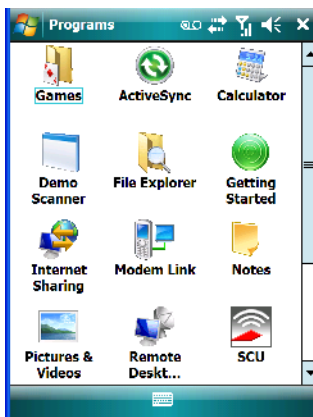 Programs
Games
ActiveSync
Calculator
Demo
Scanner
File Explorer
Getting
Started
Internet
Sharing
Modem Link
Notes
Pictures &
Videos
Remote
Deskt...
SCU